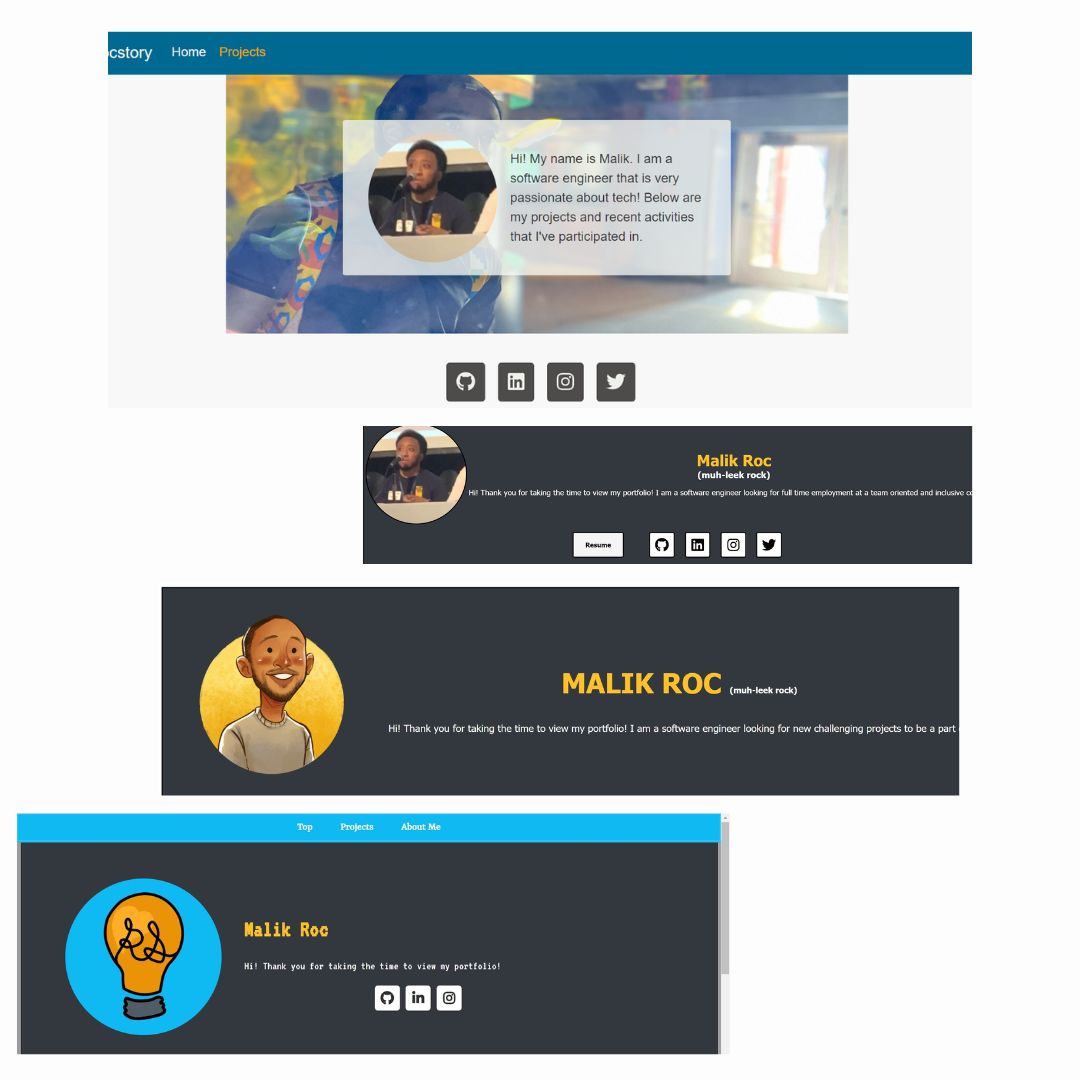 ocstory Home Projects
Hi! My name is Malik. I am a
software engineer that is very
passionate about tech! Below are
my projects and recent activities
that I've participated in.
Malik Roc
(muh-leek rock)
Hi! Thank you for taking the time to view my portfolio! I am a software engineer looking for full time employment at a team oriented and inclusive
Resume
MALIK ROC (muh-leek rock)
Hi! Thank you for taking the time to view my portfolio! I am a software engineer looking for new challenging projects to be a part
Top Projects About Me
Malik Roc
Hi! Thank you for taking the time to view my portfolio!